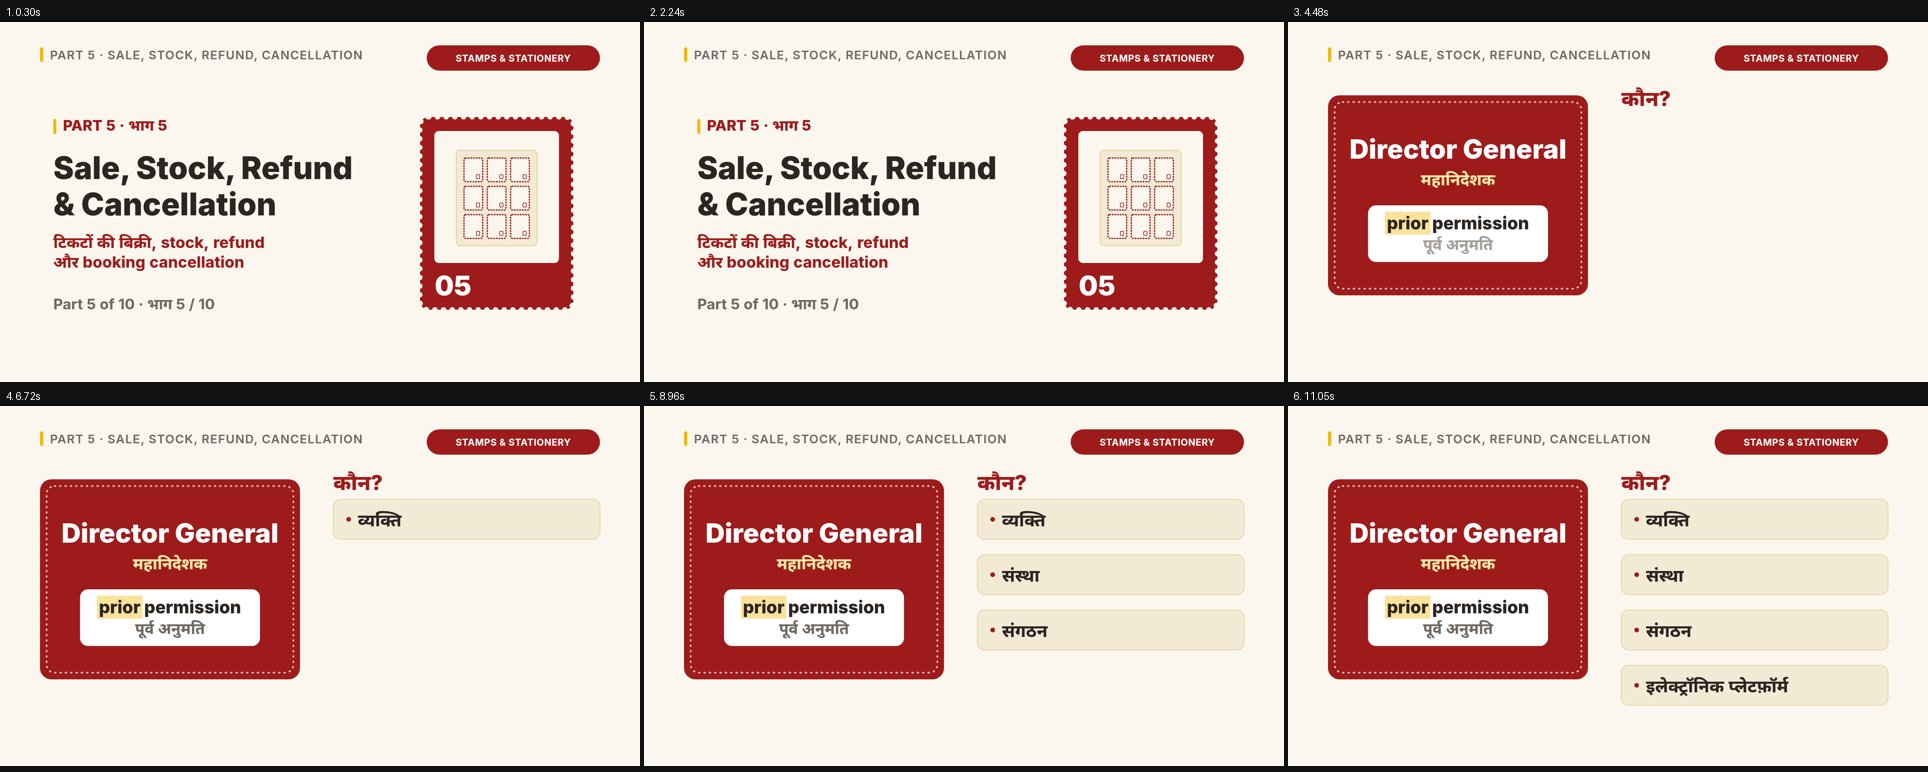 1. 0.30s
PART 5 · SALE, STOCK, REFUND, CANCELLATION
STAMPS & STATIONERY
PART 5 · भाग 5
Sale, Stock, Refund
& Cancellation
टिकटों की बिक्री, stock, refund
और booking cancellation
Part 5 of 10 · भाग 5 / 10
05
2. 2.24s
PART 5 · SALE, STOCK, REFUND, CANCELLATION
STAMPS & STATIONERY
PART 5 · भाग 5
Sale, Stock, Refund
& Cancellation
टिकटों की बिक्री, stock, refund
और booking cancellation
Part 5 of 10 · भाग 5 / 10
05
3. 4.48s
PART 5 · SALE, STOCK, REFUND, CANCELLATION
STAMPS & STATIONERY
Director General
महानिदेशक
prior permission
पूर्व अनुमति
कौन?
4. 6.72s
PART 5 · SALE, STOCK, REFUND, CANCELLATION
STAMPS & STATIONERY
Director General
महानिदेशक
prior permission
पूर्व अनुमति
कौन?
• व्यक्ति
5. 8.96s
PART 5 · SALE, STOCK, REFUND, CANCELLATION
STAMPS & STATIONERY
Director General
महानिदेशक
prior permission
पूर्व अनुमति
कौन?
• व्यक्ति
• संस्था
• संगठन
6. 11.05s
PART 5 · SALE, STOCK, REFUND, CANCELLATION
STAMPS & STATIONERY
Director General
महानिदेशक
prior permission
पूर्व अनुमति
कौन?
• व्यक्ति
• संस्था
• संगठन
• इलेक्ट्रॉनिक प्लेटफ़ॉर्म